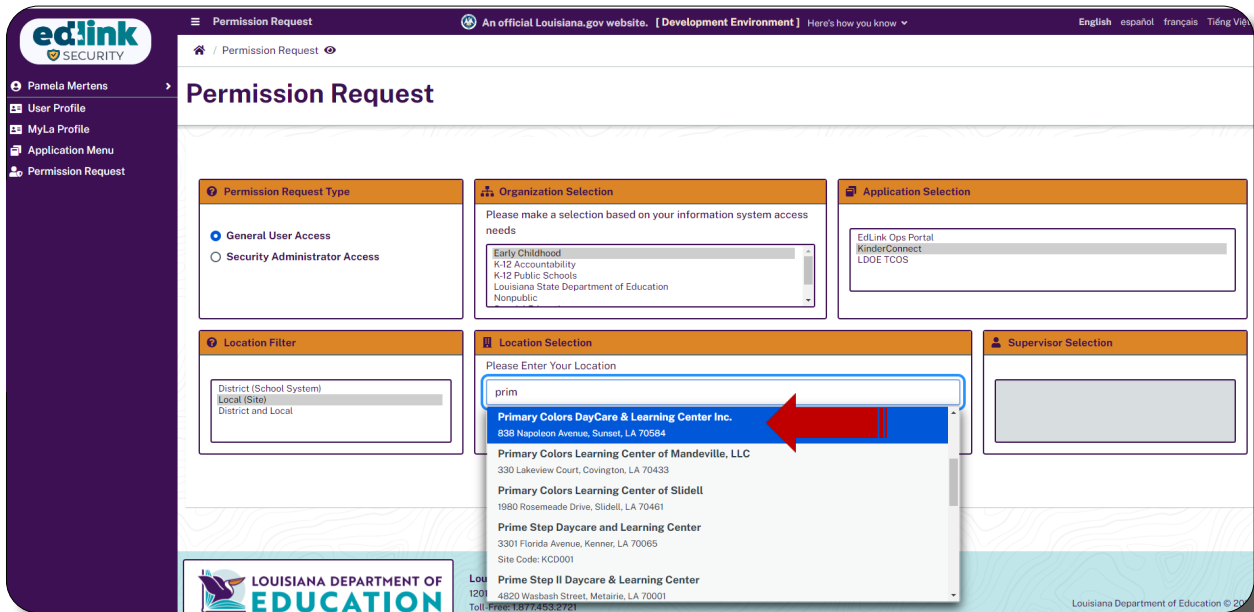 ed:link
SECURITY
Pamela Mertens
User Profile
MyLa Profile
Application Menu
Permission Request
Permission Request
An official Louisiana.gov website. [ Development Environment ] Here's how you know
English español français Tiếng Việt
/ Permission Request
Permission Request
Permission Request Type
General User Access
Security Administrator Access
Organization Selection
Please make a selection based on your information system access
needs
Early Childhood
K-12 Accountability
K-12 Public Schools
Louisiana State Department of Education
Nonpublic
Application Selection
EdLink Ops Portal
KinderConnect
LDOE TCOS
Location Filter
District (School System)
Local (Site)
District and Local
Location Selection
Please Enter Your Location
prim
Primary Colors DayCare & Learning Center Inc.
838 Napoleon Avenue, Sunset, LA 70584
Primary Colors Learning Center of Mandeville, LLC
330 Lakeview Court, Covington, LA 70433
Primary Colors Learning Center of Slidell
1980 Rosemeade Drive, Slidell, LA 70461
Prime Step Daycare and Learning Center
3301 Florida Avenue, Kenner, LA 70065
Site Code: KCD001
Prime Step II Daycare & Learning Center
4820 Wasbash Street, Metairie, LA 70001
Supervisor Selection
LOUISIANA DEPARTMENT OF
EDUCATION
Lou
1201
Toll-Free: 1.877.453.2721
Louisiana Department of Education © 20